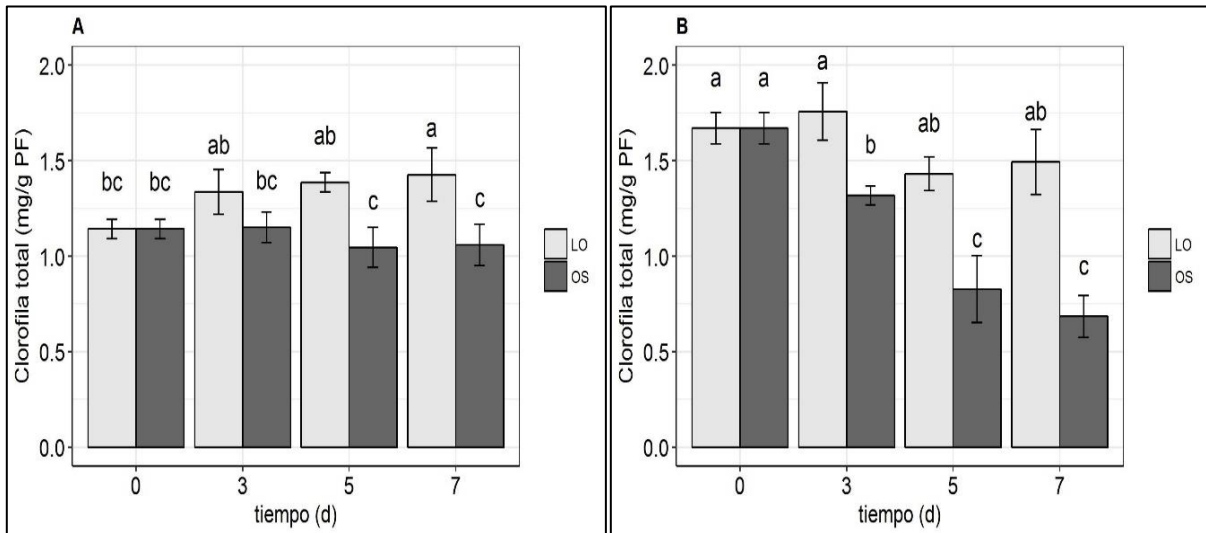 A
Clorofila total (mg/g PF)
2.0
1.5
1.0
0.5
0.0
bc bc ab bc ab c a c
0 3 5 7
tiempo (d)
LO
OS
B
Clorofila total (mg/g PF)
2.0
1.5
1.0
0.5
0.0
a a a b ab c ab c
0 3 5 7
tiempo (d)
LO
OS